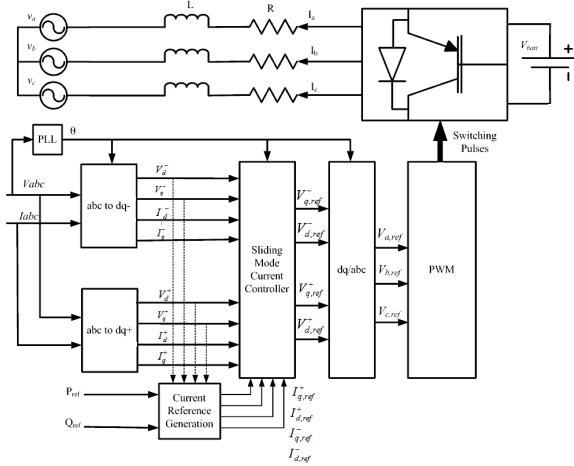 v_a
L
R
I_a
v_b
I_b
v_c
I_c
V_batt
+
−
PLL
θ
Switching
Pulses
Vabc
Iabc
abc to dq-
V_d^-
V_q^-
I_d^-
I_q^-
abc to dq+
V_d^+
V_q^+
I_d^+
I_q^+
Sliding
Mode
Current
Controller
V_{q,ref}^-
V_{d,ref}^-
V_{q,ref}^+
V_{d,ref}^+
dq/abc
V_{a,ref}
V_{b,ref}
V_{c,ref}
PWM
P_ref
Q_ref
Current
Reference
Generation
I_{q,ref}^+
I_{d,ref}^+
I_{q,ref}^-
I_{d,ref}^-